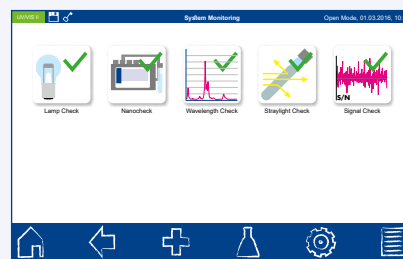 UV/VIS II System Monitoring Open Mode, 01.03.2016, 10
Lamp Check Nanocheck Wavelength Check Straylight Check Signal Check
S/N